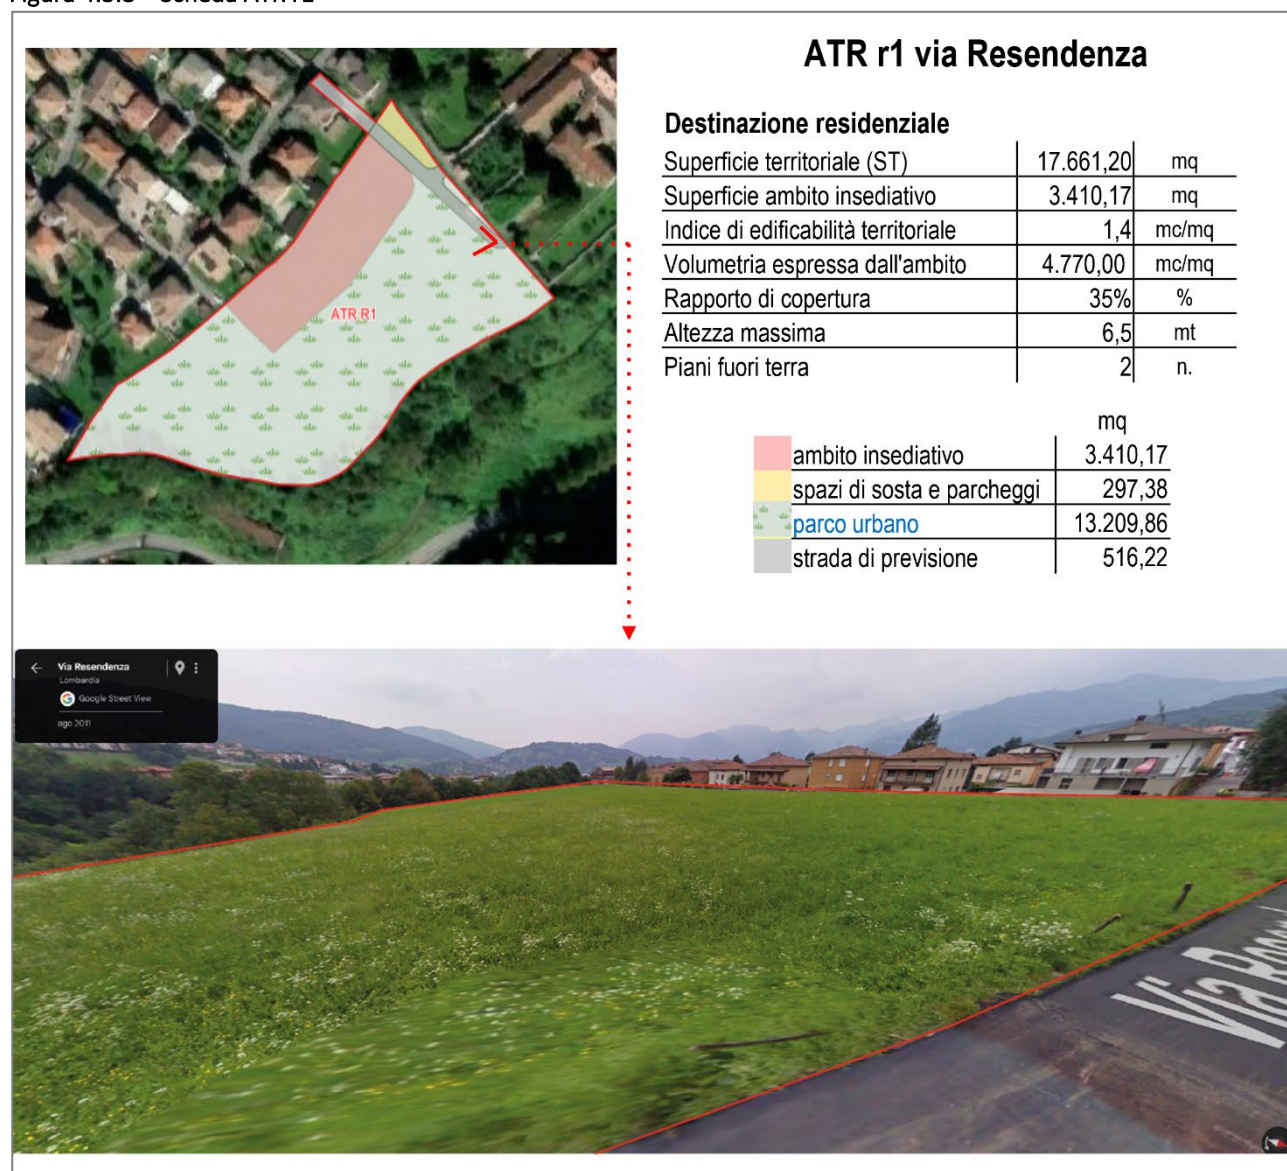 ATR r1 via Resendenza
Destinazione residenziale
Superficie territoriale (ST) 17.661,20 mq
Superficie ambito insediativo 3.410,17 mq
Indice di edificabilità territoriale 1,4 mc/mq
Volumetria espressa dall'ambito 4.770,00 mc/mq
Rapporto di copertura 35% %
Altezza massima 6,5 mt
Piani fuori terra 2 n.
ATR R1
mq
ambito insediativo 3.410,17
spazi di sosta e parcheggi 297,38
parco urbano 13.209,86
strada di previsione 516,22
Via Resendenza
Lombardia
Google Street View
ago 2011